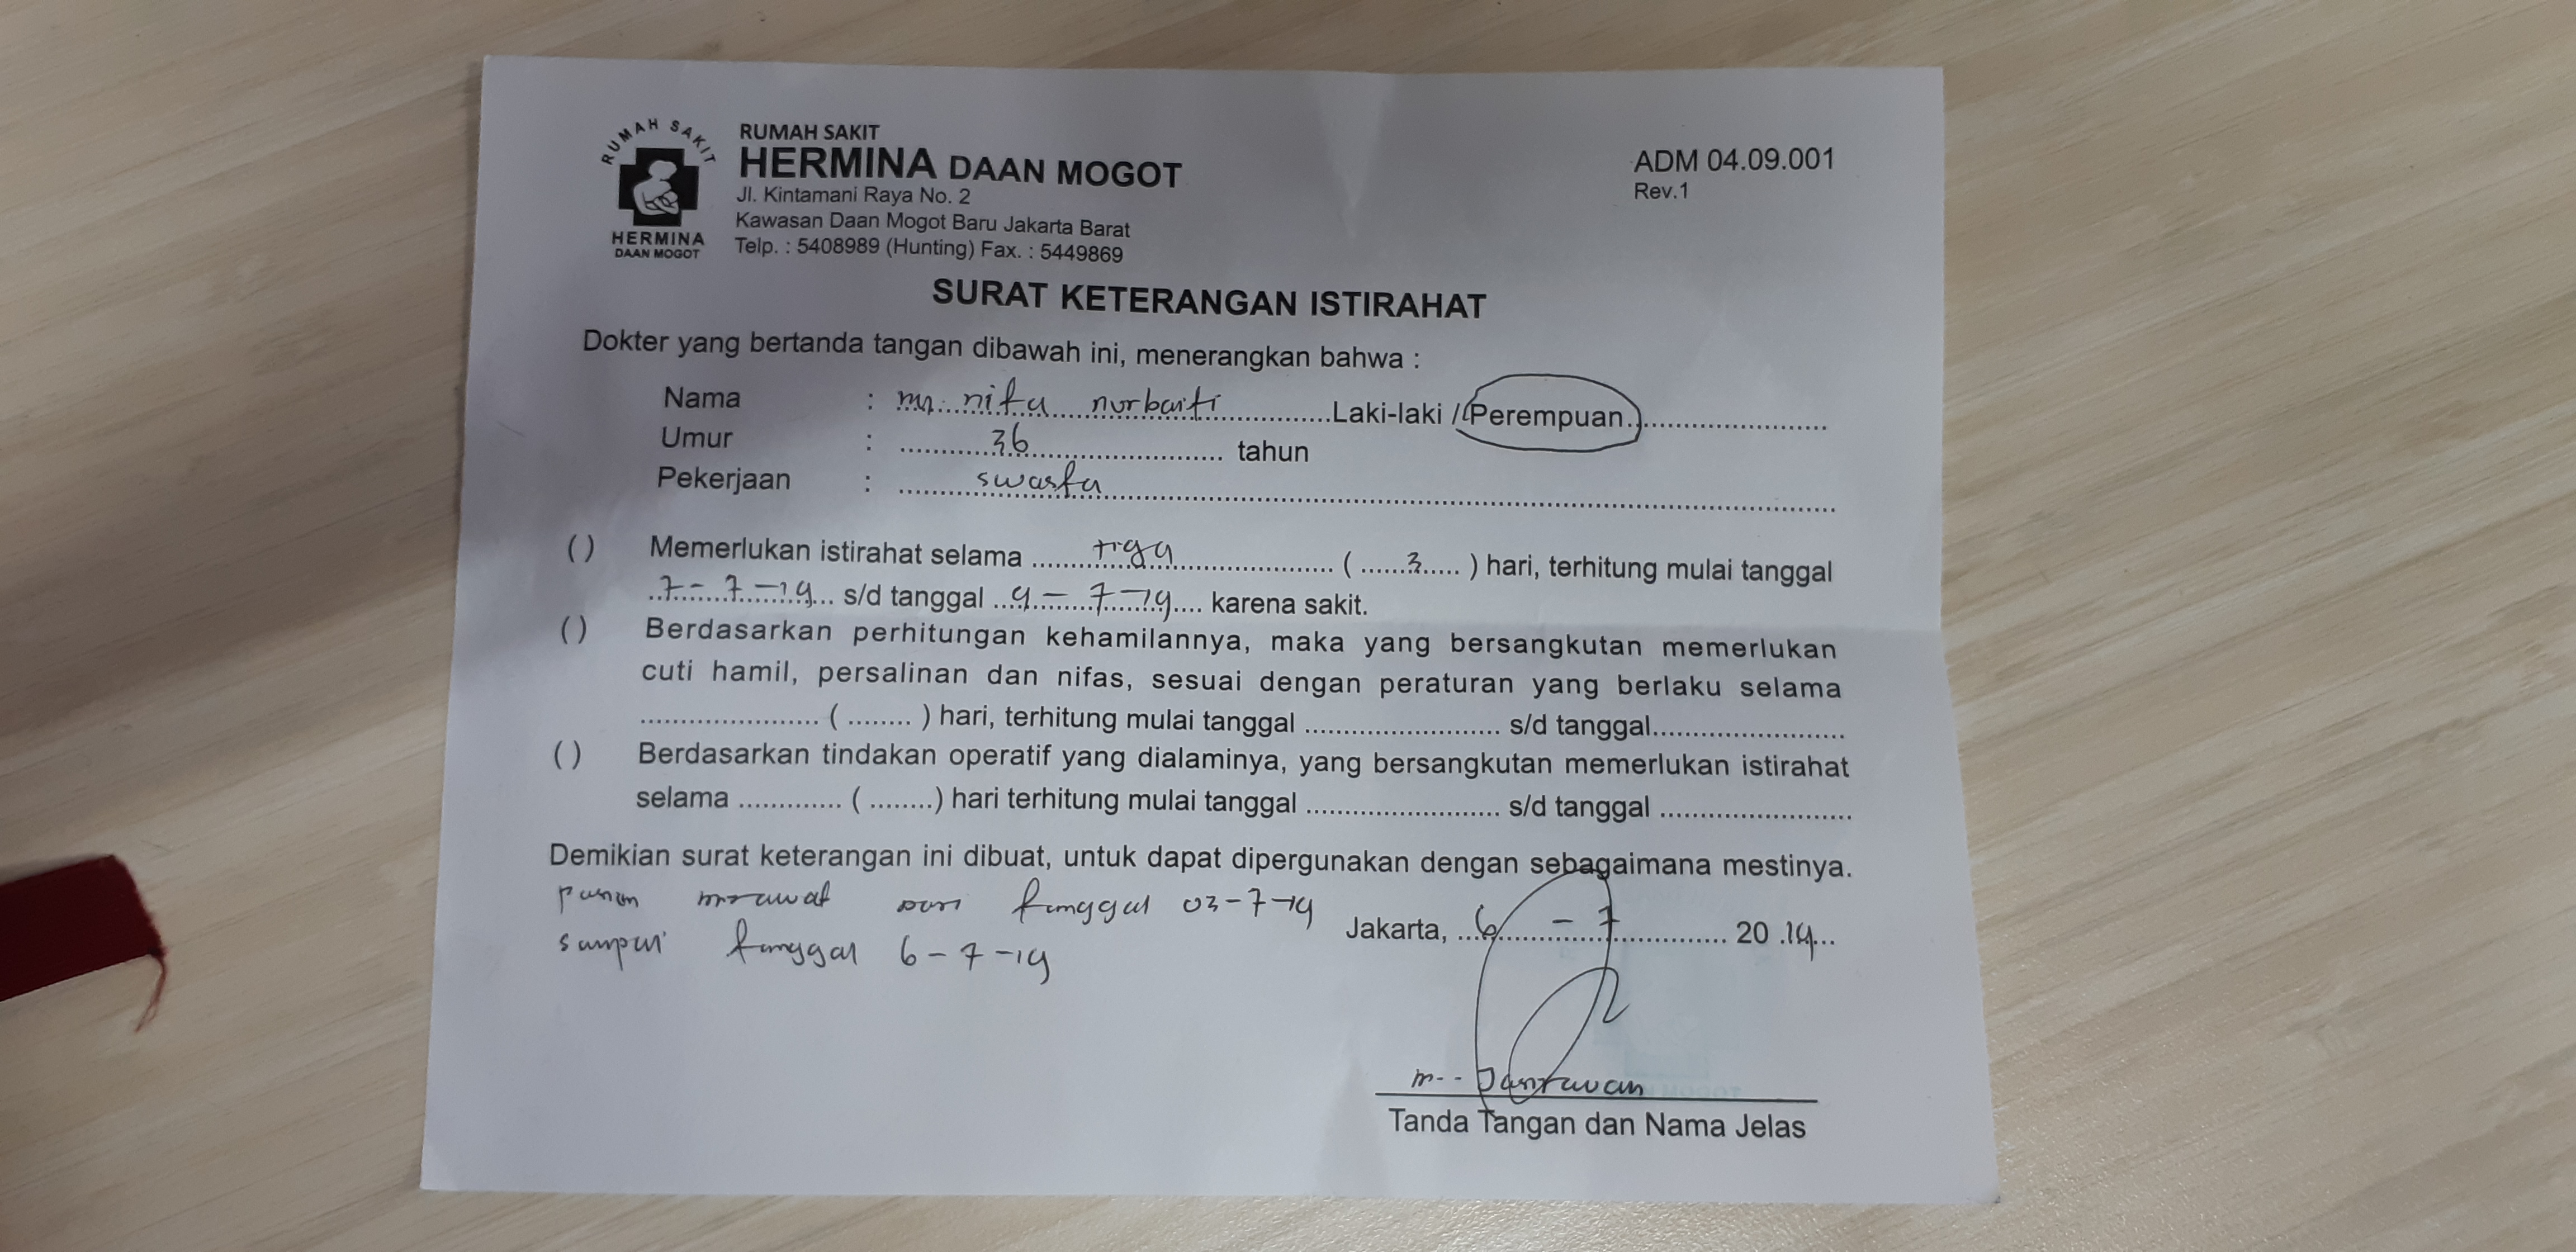 RUMAH SAKIT
HERMINA
DAAN MOGOT
RUMAH SAKIT
HERMINA DAAN MOGOT
Jl. Kintamani Raya No. 2
Kawasan Daan Mogot Baru Jakarta Barat
Telp. : 5408989 (Hunting) Fax. : 5449869
ADM 04.09.001
Rev.1
SURAT KETERANGAN ISTIRAHAT
Dokter yang bertanda tangan dibawah ini, menerangkan bahwa :
Nama : ny. nita nurbanti Laki-laki / Perempuan
Umur : 36 tahun
Pekerjaan : swasta
( ) Memerlukan istirahat selama tiga ( 3 ) hari, terhitung mulai tanggal
7-7-19 s/d tanggal 9-7-19 karena sakit.
( ) Berdasarkan perhitungan kehamilannya, maka yang bersangkutan memerlukan
cuti hamil, persalinan dan nifas, sesuai dengan peraturan yang berlaku selama
.................. ( ........ ) hari, terhitung mulai tanggal .................... s/d tanggal....................
( ) Berdasarkan tindakan operatif yang dialaminya, yang bersangkutan memerlukan istirahat
selama ............ ( ........) hari terhitung mulai tanggal .................... s/d tanggal ....................
Demikian surat keterangan ini dibuat, untuk dapat dipergunakan dengan sebagaimana mestinya.
pasien dirawat dari tanggal 03-7-19
sampai tanggal 6-7-19
Jakarta, 6 - 7 20 19
Tanda Tangan dan Nama Jelas